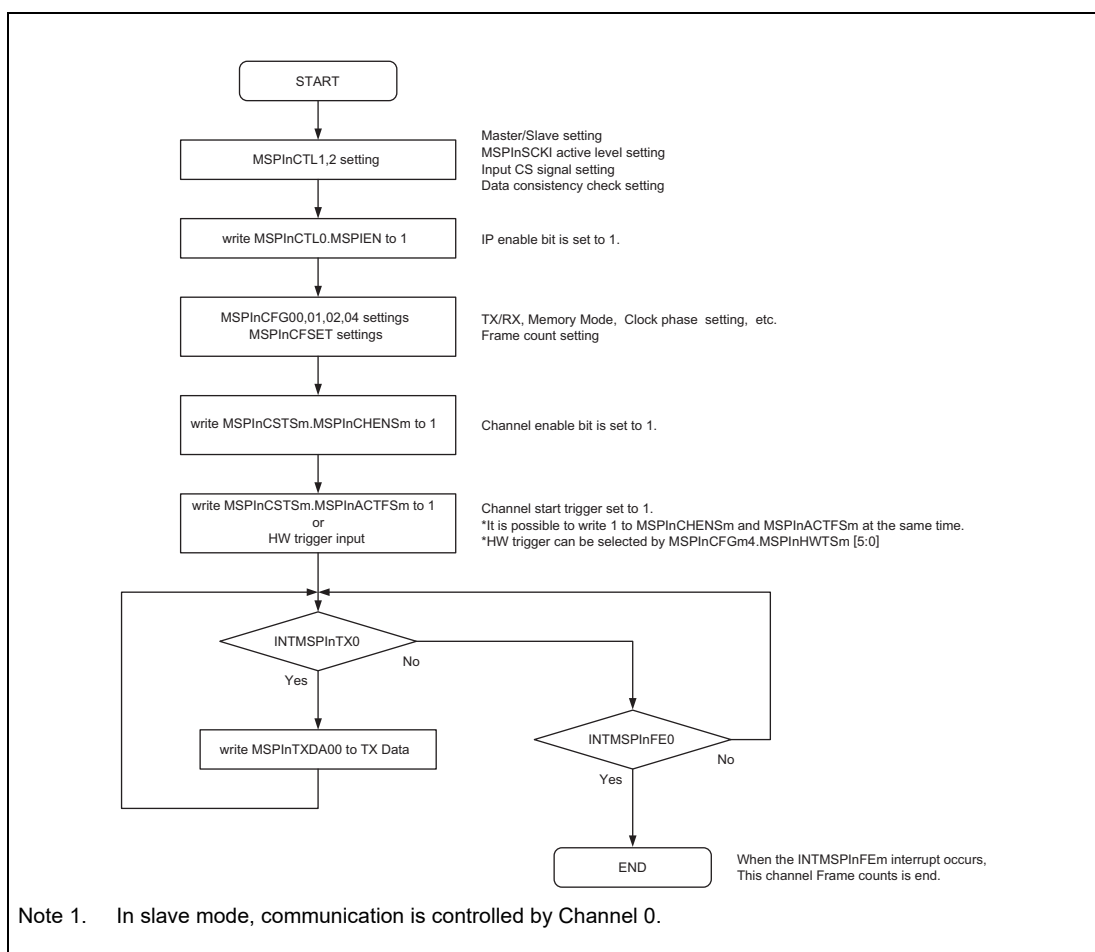 START
MSPInCTL1,2 setting
Master/Slave setting
MSPInSCKI active level setting
Input CS signal setting
Data consistency check setting
write MSPInCTL0.MSPIEN to 1
IP enable bit is set to 1.
MSPInCFG00,01,02,04 settings
MSPInCFSET settings
TX/RX, Memory Mode, Clock phase setting, etc.
Frame count setting
write MSPInCSTSm.MSPInCHENSm to 1
Channel enable bit is set to 1.
write MSPInCSTSm.MSPInACTFSm to 1
or
HW trigger input
Channel start trigger set to 1.
*It is possible to write 1 to MSPInCHENSm and MSPInACTFSm at the same time.
*HW trigger can be selected by MSPInCFGm4.MSPInHWTSm [5:0]
INTMSPInTX0
No
Yes
write MSPInTXDA00 to TX Data
INTMSPInFE0
No
Yes
END
When the INTMSPInFEm interrupt occurs,
This channel Frame counts is end.
Note 1. In slave mode, communication is controlled by Channel 0.